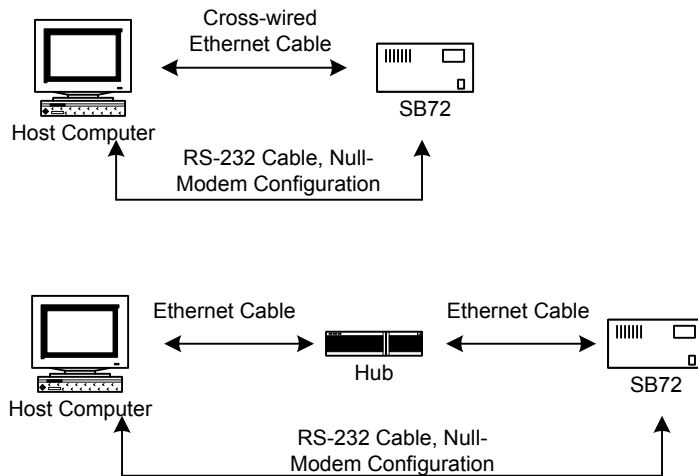 Cross-wired
Ethernet Cable
SB72
Host Computer
RS-232 Cable, Null-
Modem Configuration
Ethernet Cable
Ethernet Cable
Hub
SB72
Host Computer
RS-232 Cable, Null-
Modem Configuration